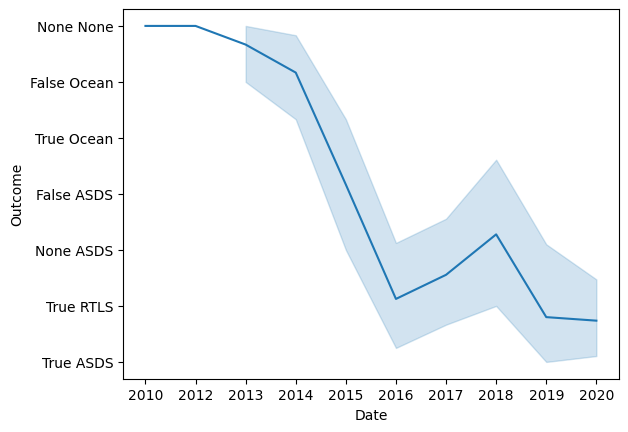 None None
False Ocean
True Ocean
False ASDS
None ASDS
True RTLS
True ASDS
Outcome
2010 2012 2013 2014 2015 2016 2017 2018 2019 2020
Date